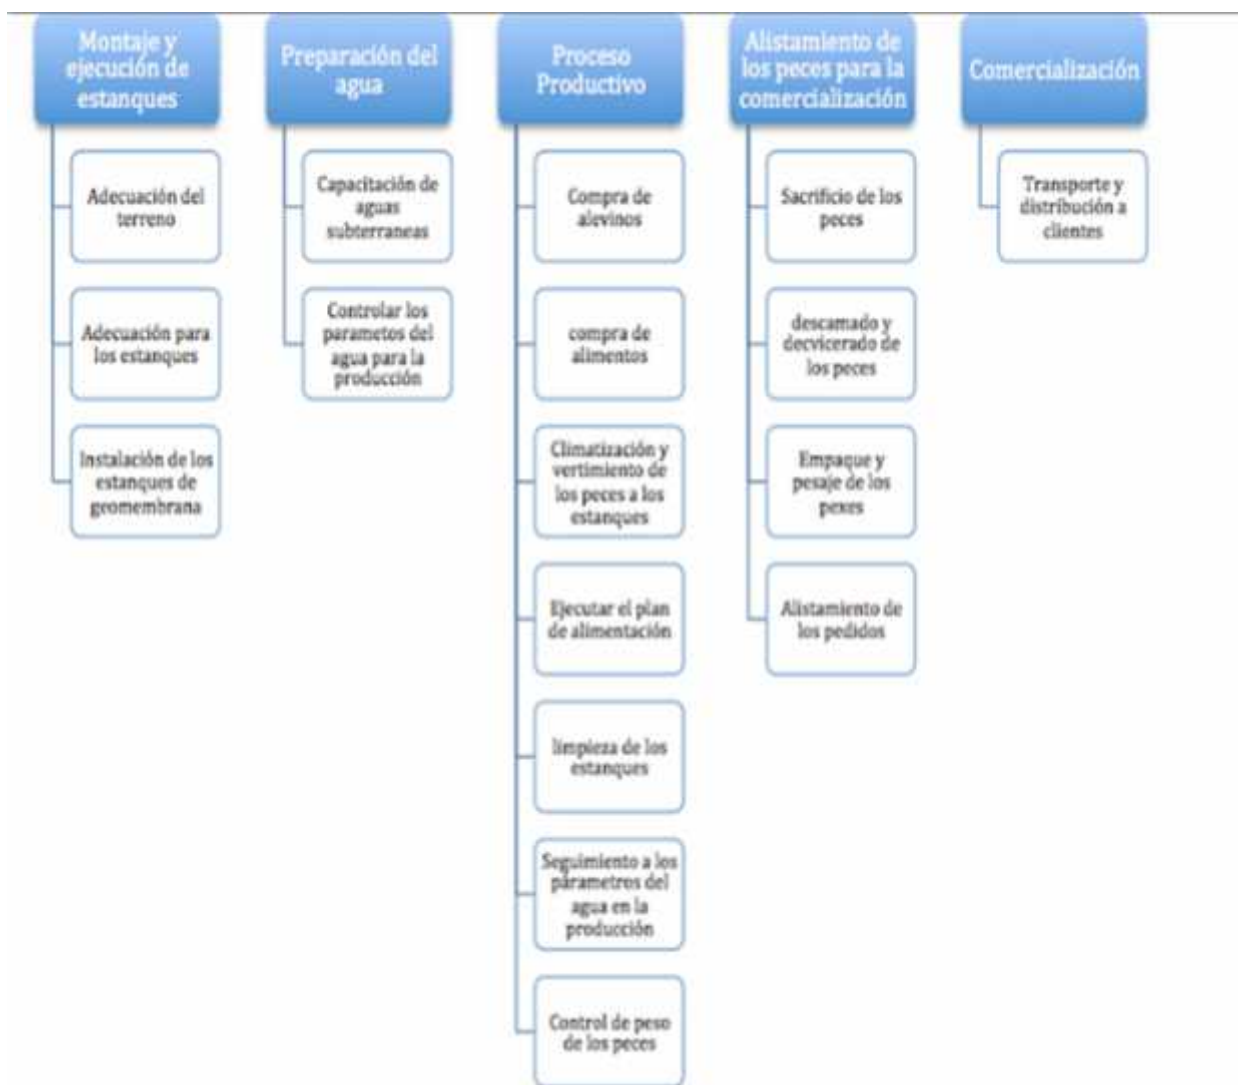 Montaje y
ejecución de
estanques
Adecuación del
terreno
Adecuación para
los estanques
Instalación de los
estanques de
geomembrana
Preparación del
agua
Capacitación de
aguas
subterraneas
Controlar los
parametos del
agua para la
producción
Proceso
Productivo
Compra de
alevinos
compra de
alimentos
Climatización y
vertimiento de
los peces a los
estanques
Ejecutar el plan
de alimentación
limpieza de los
estanques
Seguimiento a los
párametros del
agua en la
producción
Control de peso
de los peces
Alistamiento de
los peces para la
comercialización
Sacrificio de los
peces
descamado y
decvicerado de
los peces
Empaque y
pesaje de los
pexes
Alistamiento de
los pedidos
Comercialización
Transporte y
distribución a
clientes